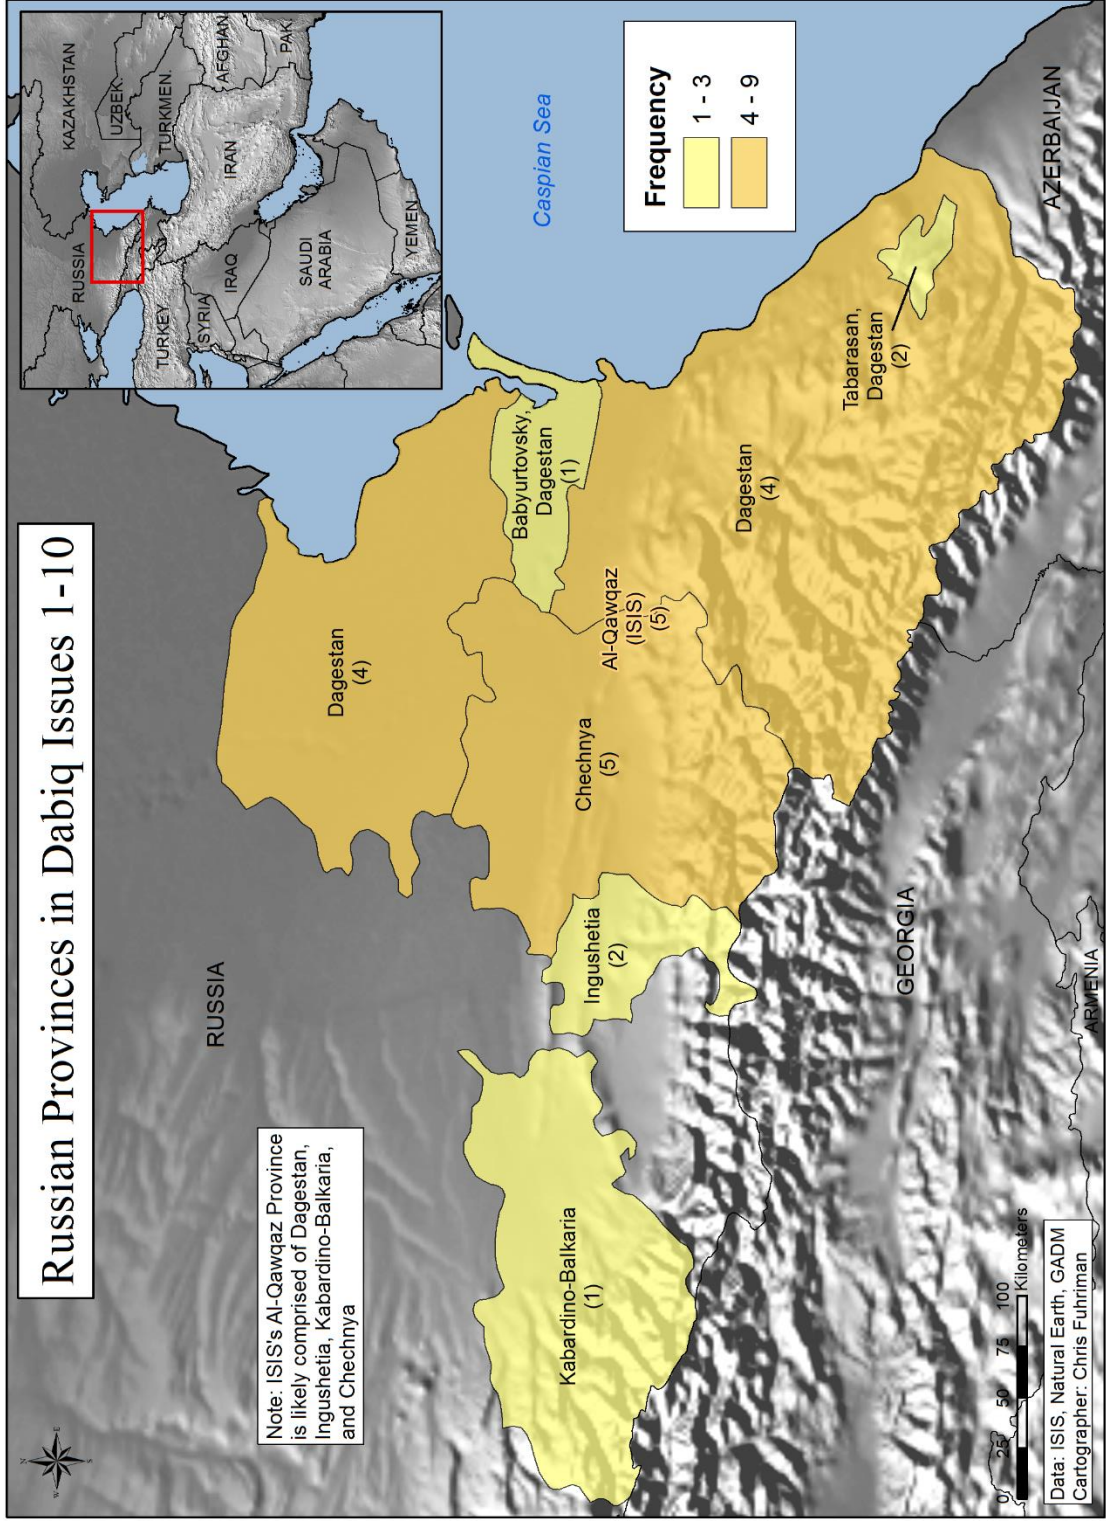 Russian Provinces in Dabiq Issues 1-10
KAZAKHSTAN
RUSSIA
UZBEK.
TURKMEN.
AFGHAN.
PAK.
TURKEY
SYRIA
IRAQ
IRAN
SAUDI
ARABIA
YEMEN
N
W
E
S
Note: ISIS's Al-Qawqaz Province
is likely comprised of Dagestan,
Ingushetia, Kabardino-Balkaria,
and Chechnya
RUSSIA
Dagestan
(4)
Caspian Sea
Babyurtovsky,
Dagestan
(1)
Chechnya
(5)
Al-Qawqaz
(ISIS)
(5)
Ingushetia
(2)
Kabardino-Balkaria
(1)
Dagestan
(4)
Tabarasan,
Dagestan
(2)
Frequency
1 - 3
4 - 9
GEORGIA
AZERBAIJAN
ARMENIA
0 25 50 75 100
Kilometers
Data: ISIS, Natural Earth, GADM
Cartographer: Chris Fuhriman